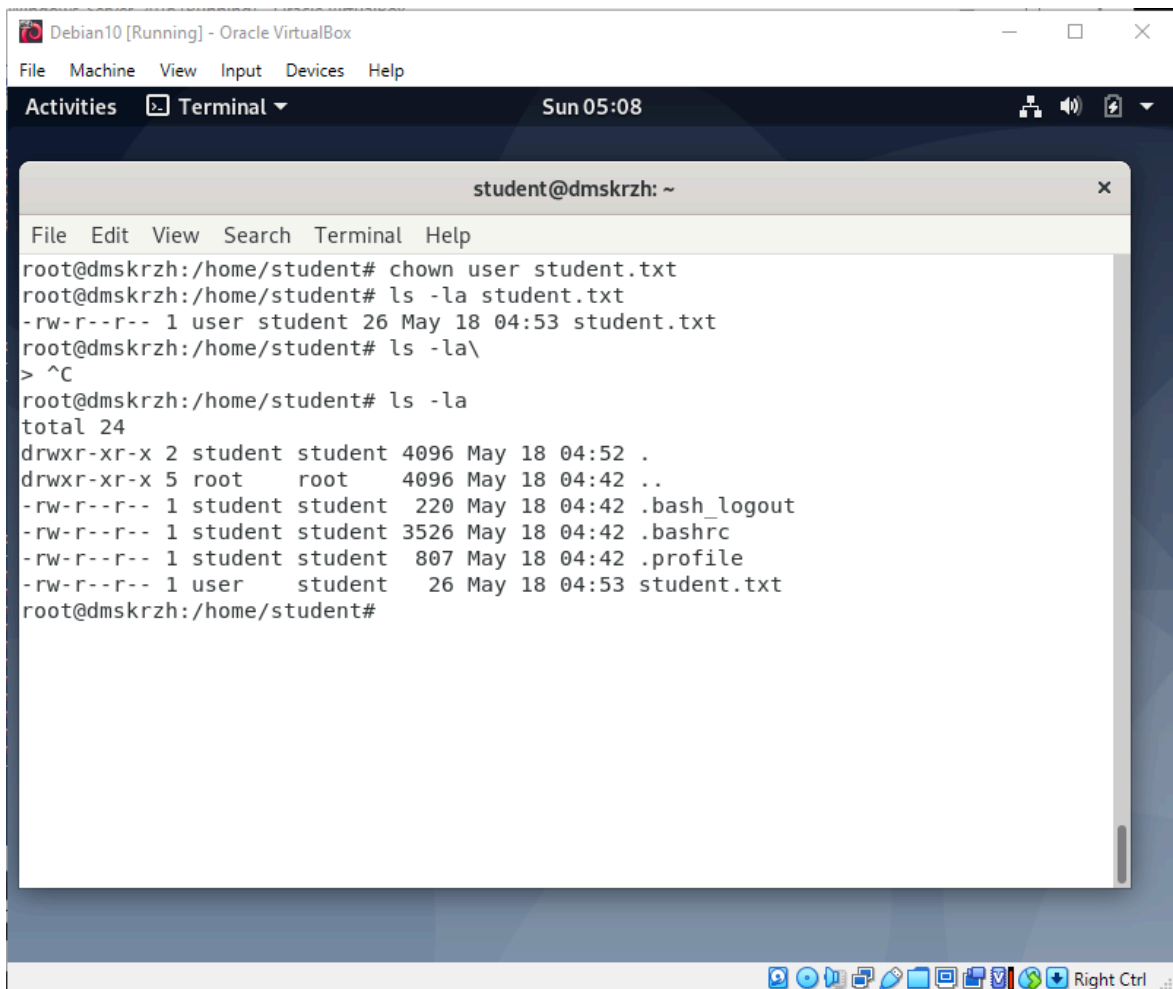 Debian10 [Running] - Oracle VirtualBox
File Machine View Input Devices Help
Activities Terminal Sun 05:08
student@dmskrzh: ~
File Edit View Search Terminal Help
root@dmskrzh:/home/student# chown user student.txt
root@dmskrzh:/home/student# ls -la student.txt
-rw-r--r-- 1 user student 26 May 18 04:53 student.txt
root@dmskrzh:/home/student# ls -la\
> ^C
root@dmskrzh:/home/student# ls -la
total 24
drwxr-xr-x 2 student student 4096 May 18 04:52 .
drwxr-xr-x 5 root    root    4096 May 18 04:42 ..
-rw-r--r-- 1 student student  220 May 18 04:42 .bash_logout
-rw-r--r-- 1 student student 3526 May 18 04:42 .bashrc
-rw-r--r-- 1 student student  807 May 18 04:42 .profile
-rw-r--r-- 1 user    student   26 May 18 04:53 student.txt
root@dmskrzh:/home/student#
Right Ctrl